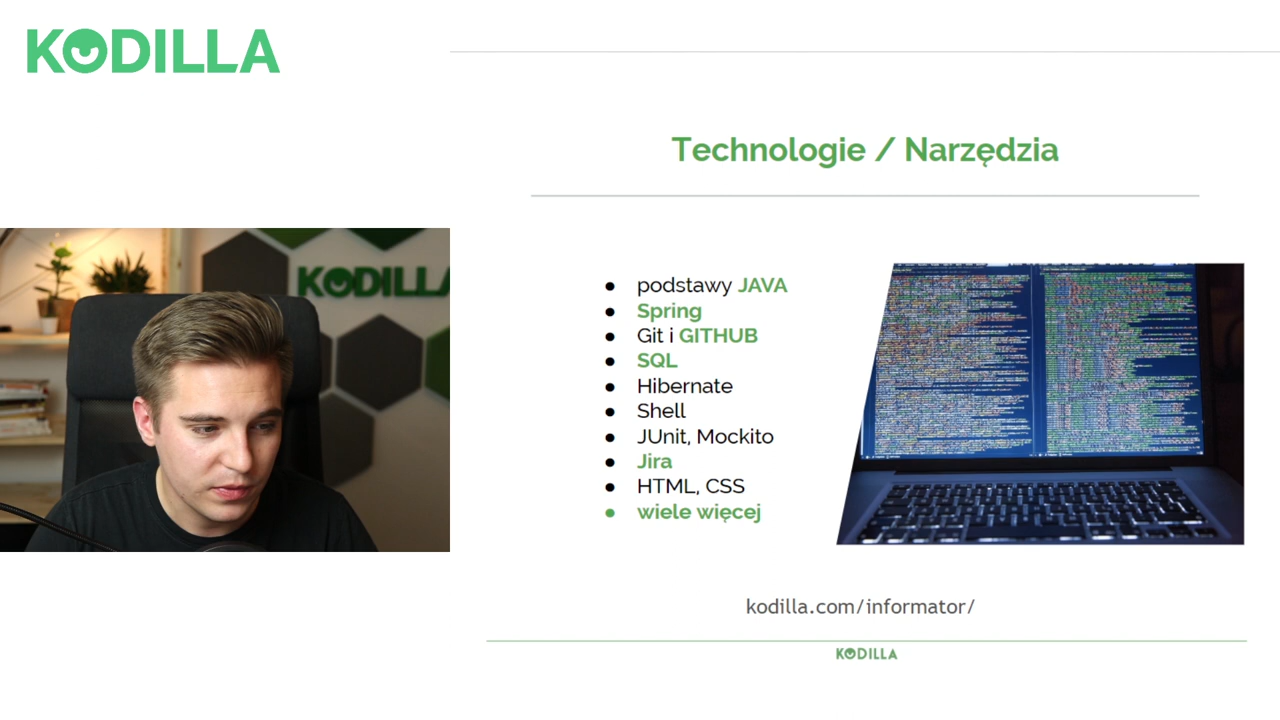 KODILLA
Technologie / Narzędzia
KODILLA
● podstawy JAVA
● Spring
● Git i GITHUB
● SQL
● Hibernate
● Shell
● JUnit, Mockito
● Jira
● HTML, CSS
● wiele więcej
kodilla.com/informator/
KODILLA